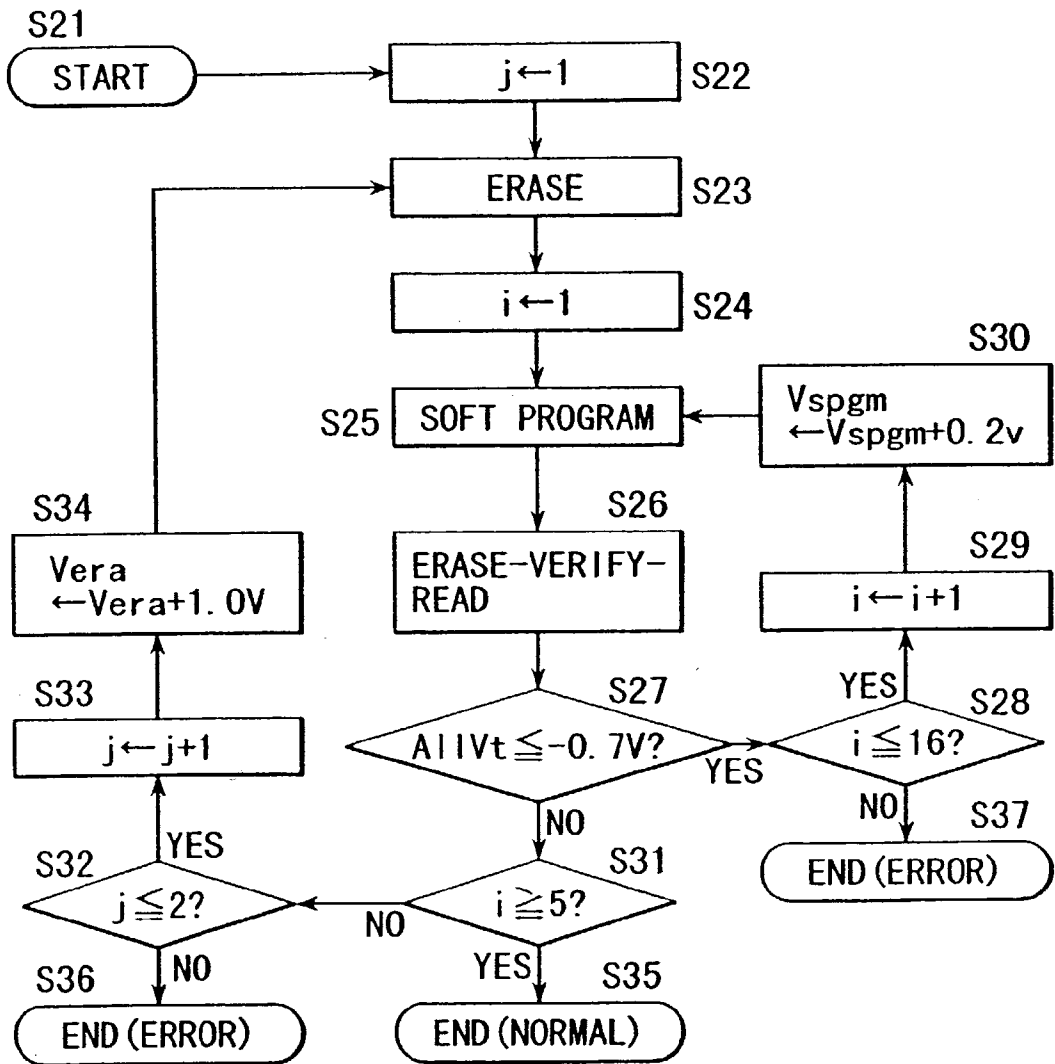 S21
START
j←1
S22
ERASE
S23
i←1
S24
S30
Vspgm
←Vspgm+0.2v
S25
SOFT PROGRAM
S26
ERASE-VERIFY-
READ
S34
Vera
←Vera+1.0V
S29
i←i+1
S33
j←j+1
S27
AllVt≦-0.7V?
YES
YES
S28
i≦16?
NO
S37
END(ERROR)
NO
S31
i≧5?
NO
YES
S32
j≦2?
YES
NO
S36
END(ERROR)
S35
END(NORMAL)